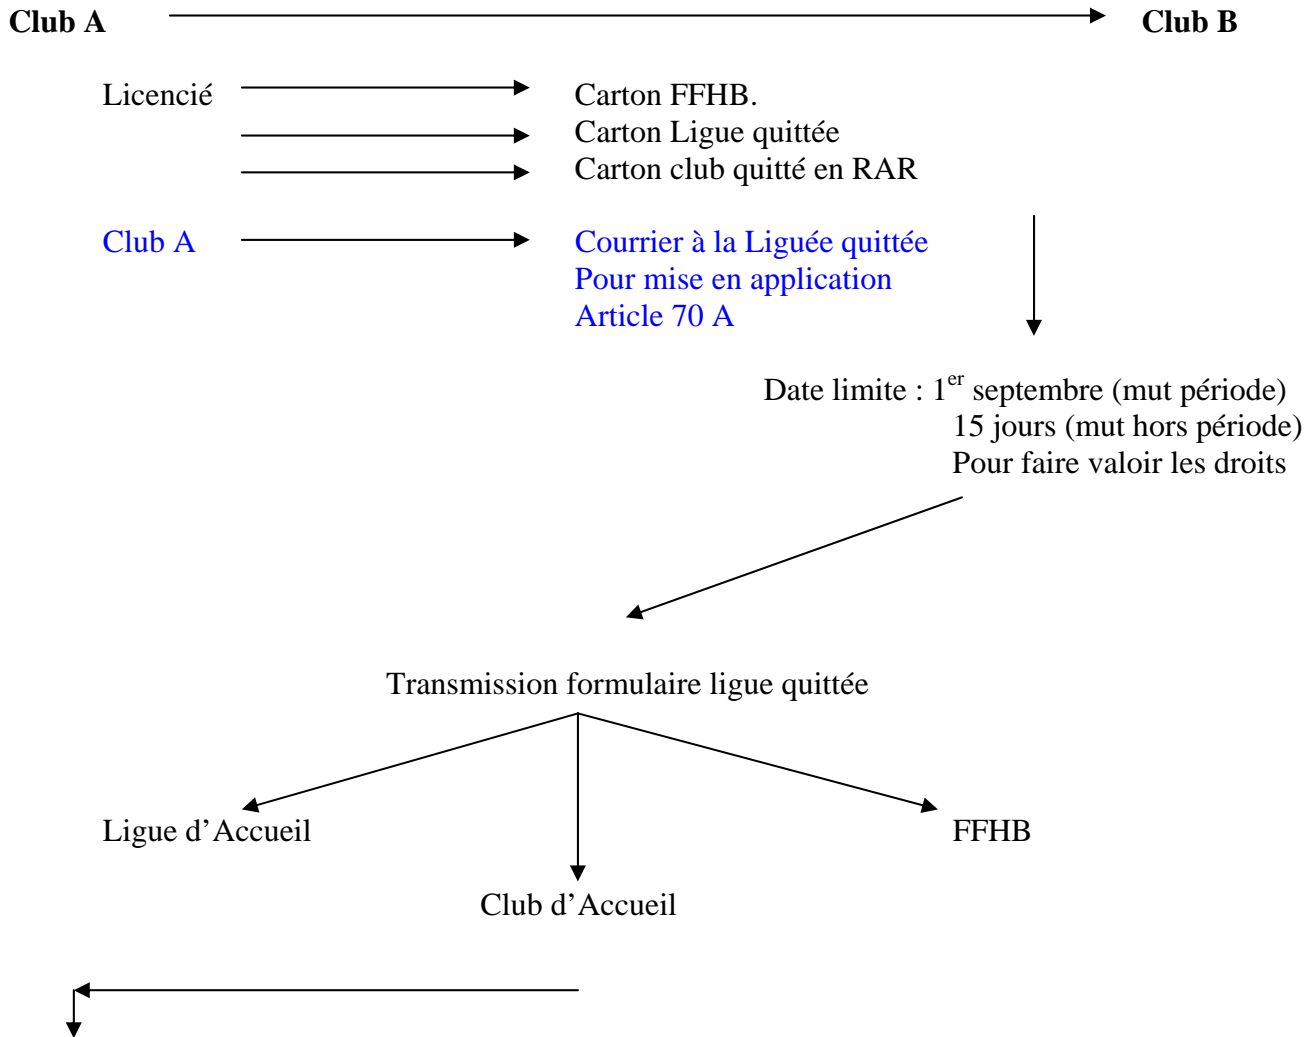 Club A Club B
Licencié Carton FFHB.
Carton Ligue quittée
Carton club quitté en RAR
Club A Courrier à la Liguée quittée
Pour mise en application
Article 70 A
Date limite : 1er septembre (mut période)
15 jours (mut hors période)
Pour faire valoir les droits
Transmission formulaire ligue quittée
Ligue d’Accueil FFHB
Club d’Accueil